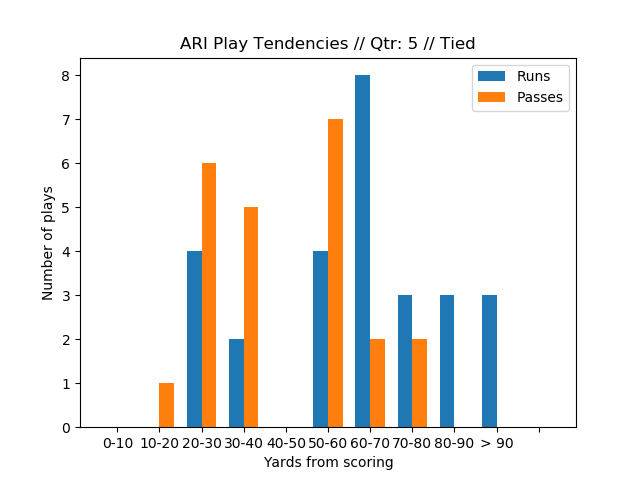 ARI Play Tendencies // Qtr: 5 // Tied
Runs
Passes
8
7
6
5
4
3
2
1
0
Number of plays
0-10 10-20 20-30 30-40 40-50 50-60 60-70 70-80 80-90 > 90
Yards from scoring